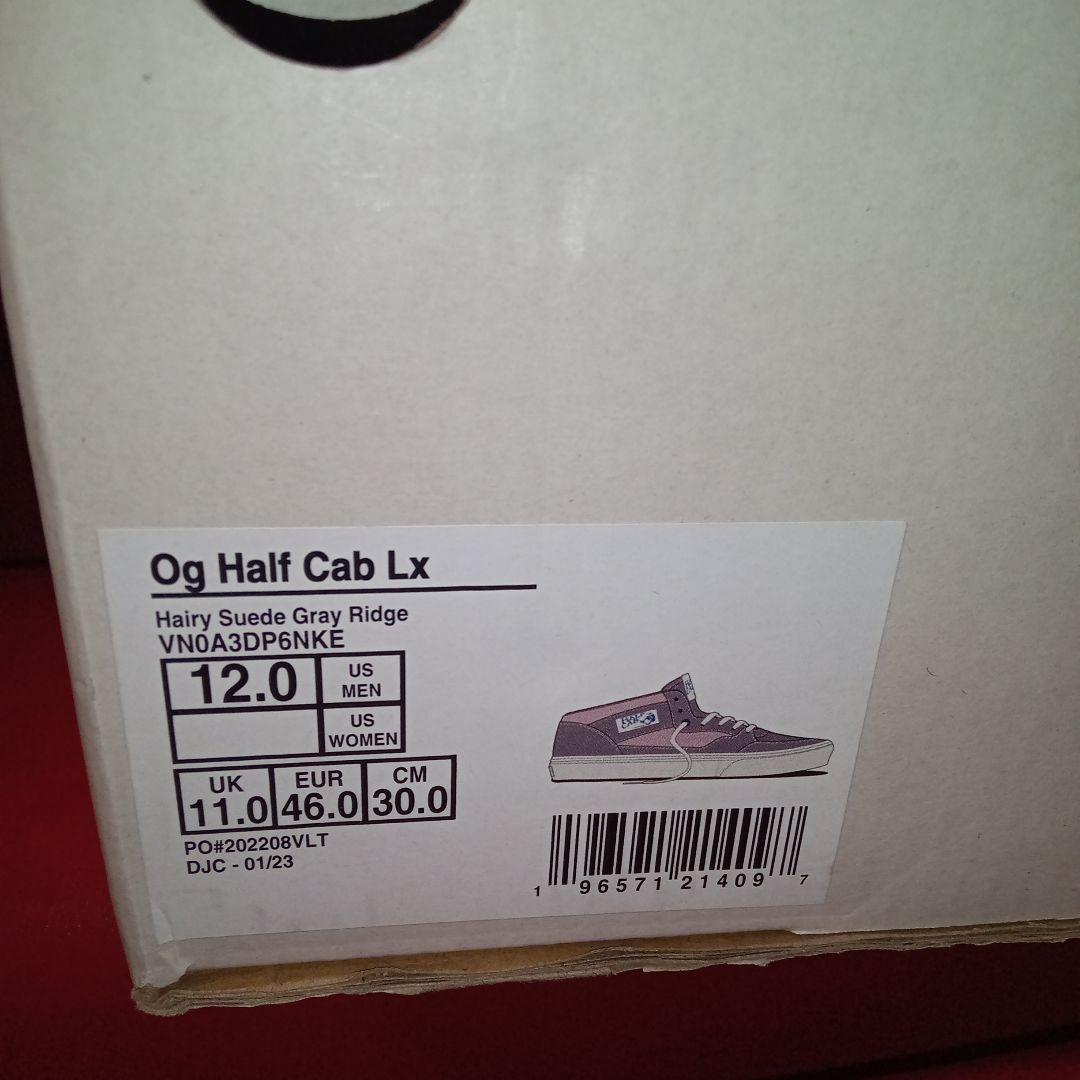 Og Half Cab Lx
Hairy Suede Gray Ridge
VN0A3DP6NKE
12.0 US MEN
US WOMEN
UK EUR CM
11.0 46.0 30.0
PO#202208VLT
DJC - 01/23
1 96571 21409 7